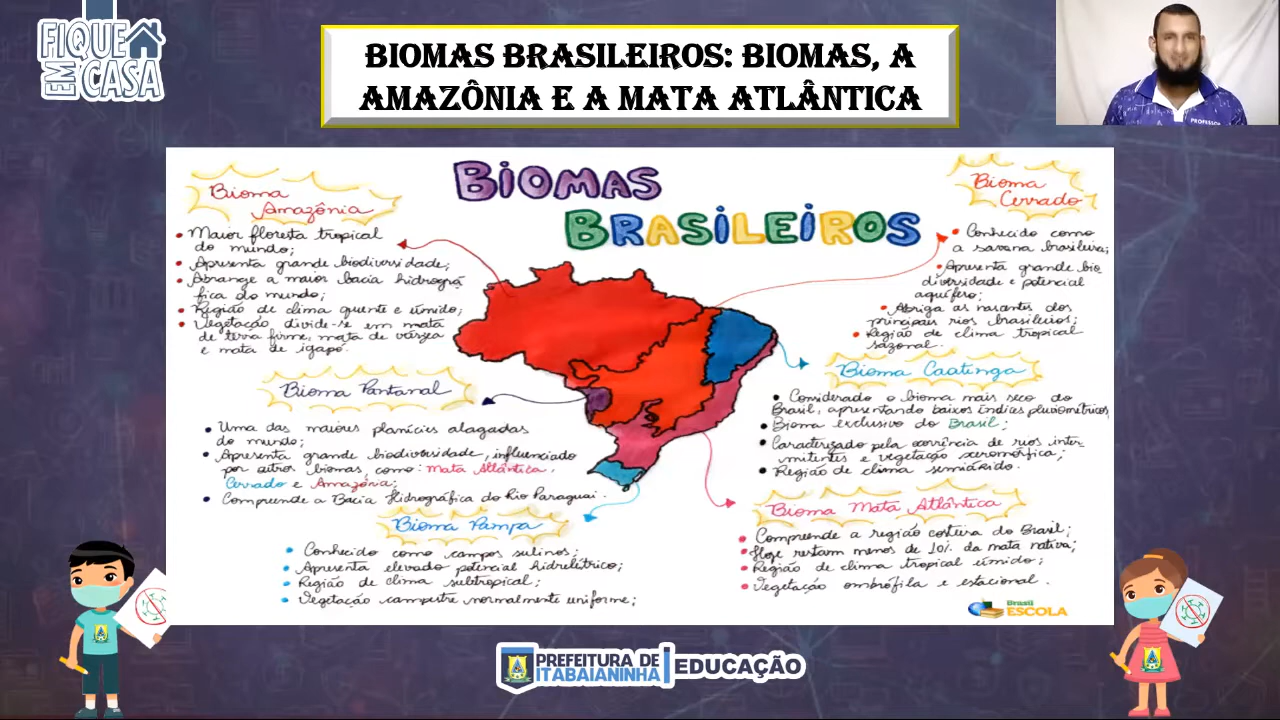 FIQUE
EM CASA
BIOMAS BRASILEIROS: BIOMAS, A
AMAZÔNIA E A MATA ATLÂNTICA
PROFESSOR
BIOMAS
BRASILEIROS
Bioma
Amazônia
Maior floresta tropical
do mundo;
Apresenta grande biodiversidade;
Abrange a maior bacia hidrográ
fica do mundo;
Região de clima quente e úmido;
Vegetação divide-se em mata
de terra firme, mata de várzea
e mata de igapó.
Bioma Pantanal
Uma das maiores planícies alagadas
do mundo;
Apresenta grande biodiversidade, influenciado
por outros biomas, como: Mata Atlântica,
Cerrado e Amazônia;
Compreende a Bacia Hidrográfica do Rio Paraguai.
Bioma Pampa
Conhecido como campos sulinos;
Apresenta elevado potencial hidrelétrico;
Região de clima subtropical;
Vegetação campestre normalmente uniforme;
Bioma
Cerrado
Conhecido como
a savana brasileira;
Apresenta grande bio
diversidade e potencial
aquífero;
Abriga as nascentes dos
principais rios brasileiros;
Região de clima tropical
sazonal.
Bioma Caatinga
Considerado o bioma mais seco do
Brasil, apresentando baixos índices pluviométricos
Bioma exclusivo do Brasil;
Caracterizado pela ocorrência de rios inter-
mitentes e vegetação xeromórfica;
Região de clima semiárido.
Bioma Mata Atlântica
Compreende a região costeira do Brasil;
Hoje restam menos de 10% da mata nativa;
Região de clima tropical úmido;
Vegetação ombrófila e estacional.
Brasil
ESCOLA
PREFEITURA DE
ITABAIANINHA
EDUCAÇÃO